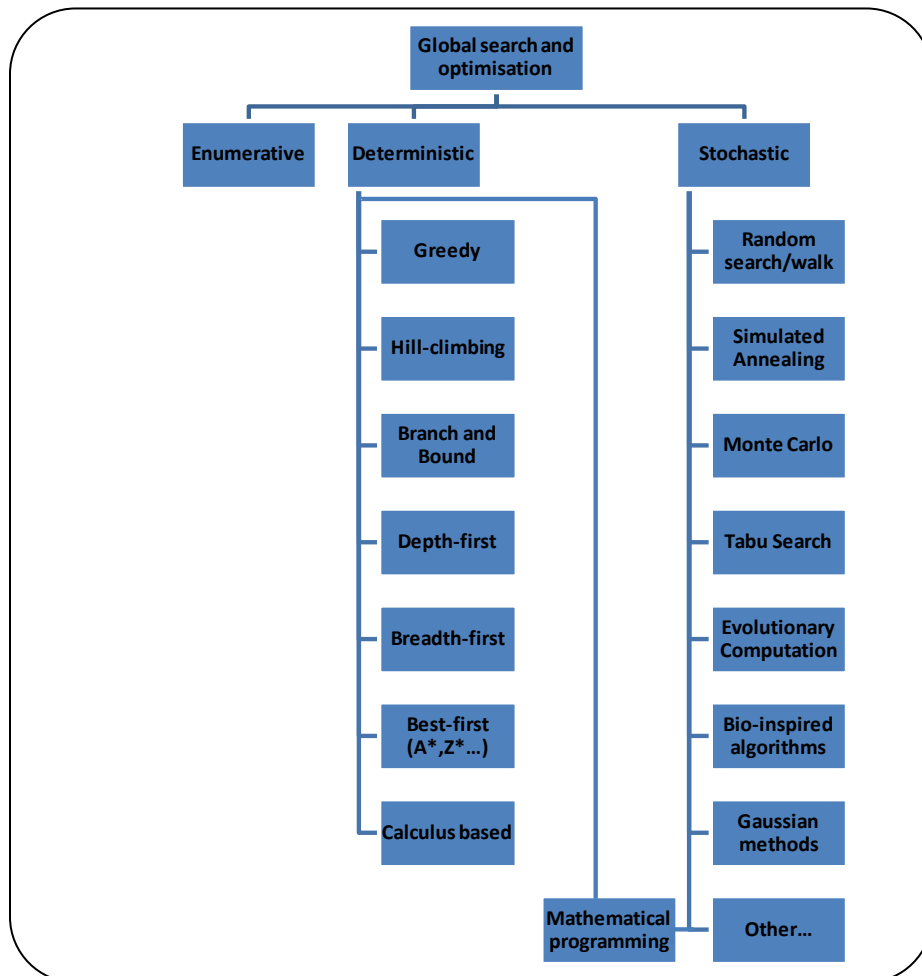 Global search and
optimisation
Enumerative
Deterministic
Stochastic
Greedy
Hill-climbing
Branch and
Bound
Depth-first
Breadth-first
Best-first
(A*,Z*…)
Calculus based
Mathematical
programming
Random
search/walk
Simulated
Annealing
Monte Carlo
Tabu Search
Evolutionary
Computation
Bio-inspired
algorithms
Gaussian
methods
Other…